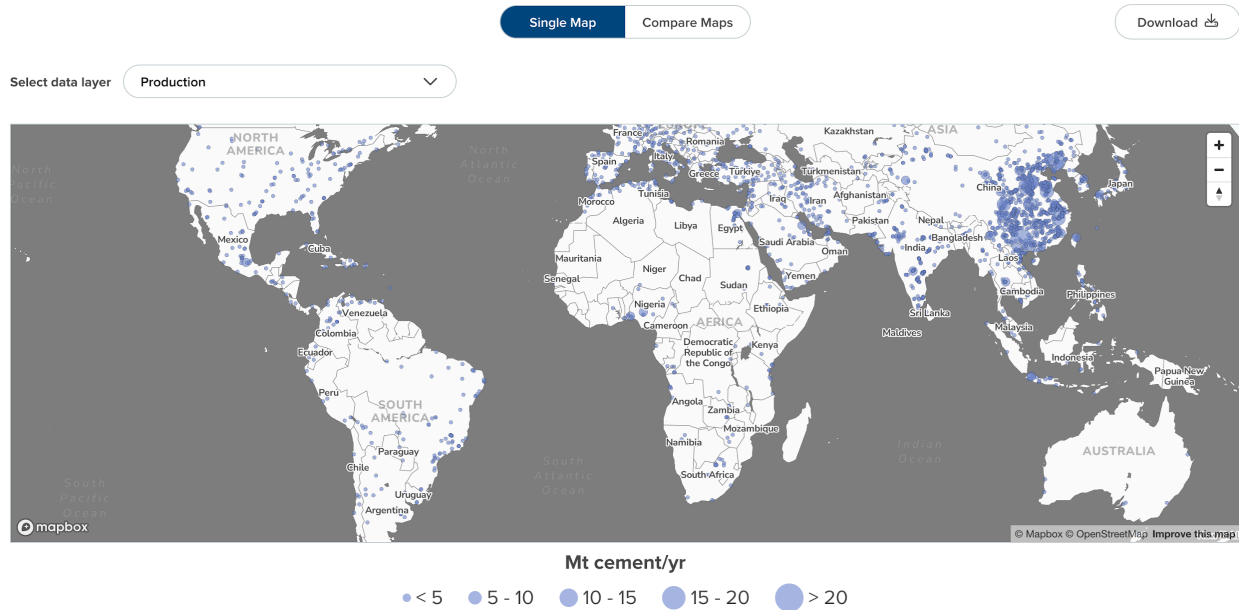 Single Map
Compare Maps
Download
Select data layer
Production
NORTH
AMERICA
North
Pacific
Ocean
North
Atlantic
Ocean
France
EUROPE
Romania
Kazakhstan
ASIA
Spain
Italy
Greece
Türkiye
Türkmenistan
China
Japan
Morocco
Tunisia
Iraq
Iran
Afghanistan
Algeria
Libya
Egypt
Pakistan
Nepal
Mexico
Cuba
Saudi Arabia
Oman
India
Bangladesh
Laos
Mauritania
Senegal
Niger
Chad
Sudan
Yemen
Cambodia
Philippines
Venezuela
Nigeria
Ethiopia
Sri Lanka
Colombia
Cameroon
AFRICA
Maldives
Malaysia
Ecuador
Democratic
Republic of
the Congo
Kenya
Indonesia
Papua New
Guinea
Peru
SOUTH
AMERICA
Angola
Zambia
Mozambique
Namibia
Paraguay
Chile
South Africa
AUSTRALIA
Indian
Ocean
South
Atlantic
Ocean
South
Pacific
Ocean
Uruguay
Argentina
mapbox
© Mapbox © OpenStreetMap Improve this map
Mt cement/yr
< 5
5 - 10
10 - 15
15 - 20
> 20